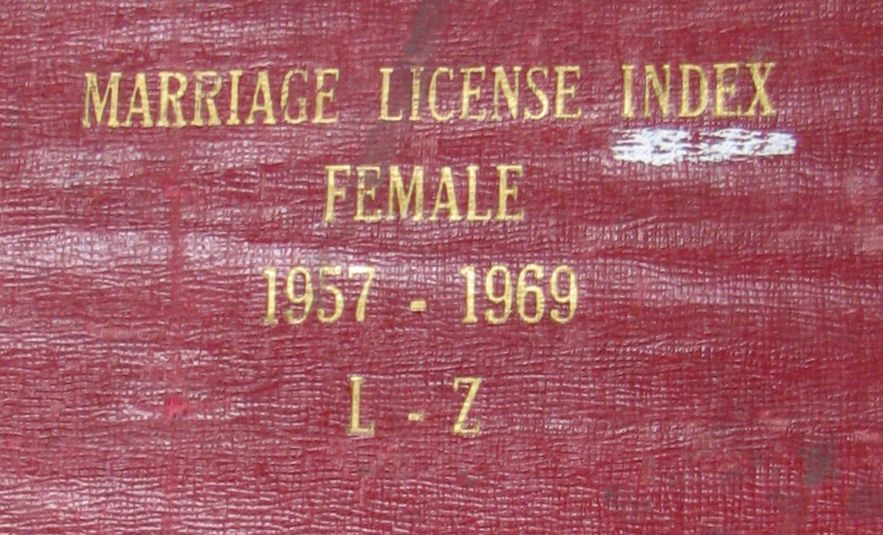 MARRIAGE LICENSE INDEX
FEMALE
1957 - 1969
L - Z